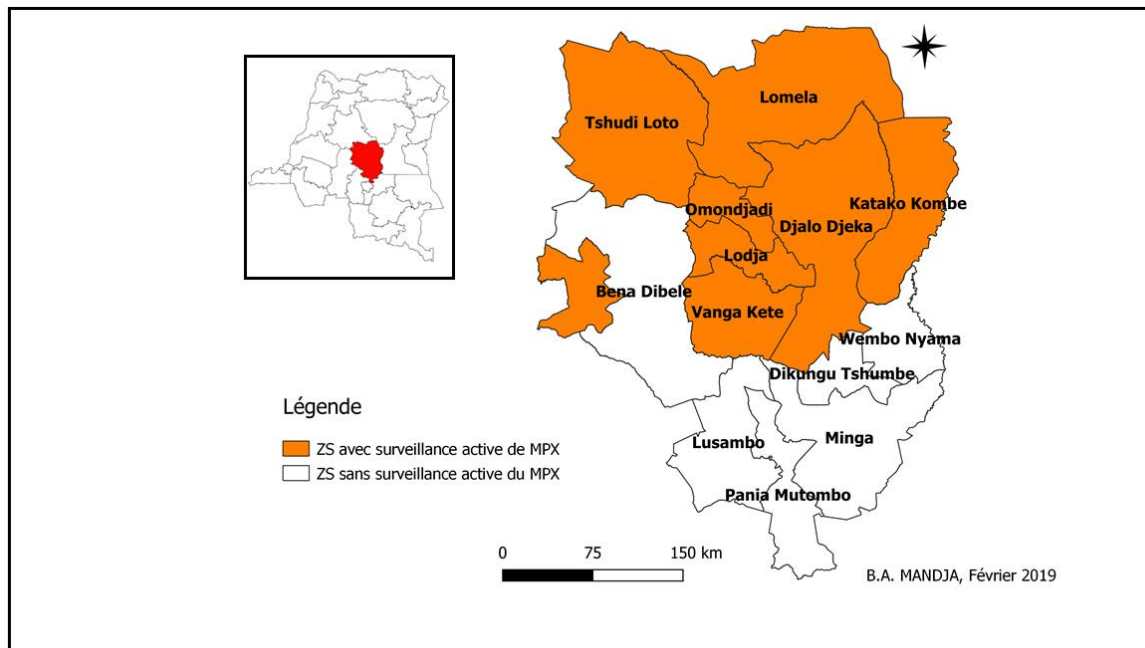 Lomela
Tshudi Loto
Katako Kombe
Omondjadi
Djalo Djeka
Lodja
Bena Dibele
Vanga Kete
Wembo Nyama
Dikungu Tshumbe
Légende
ZS avec surveillance active de MPX
ZS sans surveillance active du MPX
Lusambo
Minga
Pania Mutombo
0 75 150 km
B.A. MANDJA, Février 2019